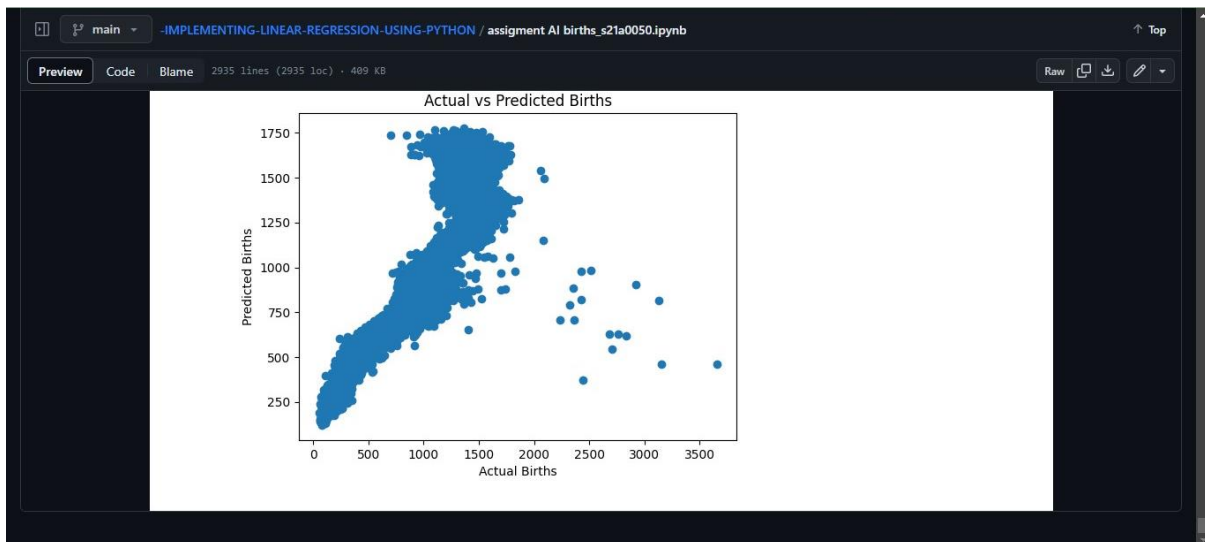 main
-IMPLEMENTING-LINEAR-REGRESSION-USING-PYTHON / assigment AI births_s21a0050.ipynb
Top
Preview Code Blame 2935 lines (2935 loc) · 409 KB
Raw
Actual vs Predicted Births
1750
1500
1250
1000
750
500
250
Predicted Births
0 500 1000 1500 2000 2500 3000 3500
Actual Births